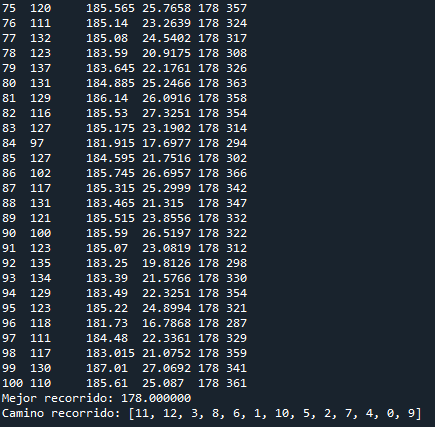 75 120 185.565 25.7658 178 357
76 111 185.14 23.2639 178 324
77 132 185.08 24.5402 178 317
78 123 183.59 20.9175 178 308
79 137 183.645 22.1761 178 326
80 131 184.885 25.2466 178 363
81 129 186.14 26.0916 178 358
82 116 185.53 27.3251 178 354
83 127 185.175 23.1902 178 314
84 97 181.915 17.6977 178 294
85 127 184.595 21.7516 178 302
86 102 185.745 26.6957 178 366
87 117 185.315 25.2999 178 342
88 131 183.465 21.315 178 347
89 121 185.515 23.8556 178 332
90 100 185.59 26.5197 178 322
91 123 185.07 23.0819 178 312
92 135 183.25 19.8126 178 298
93 134 183.39 21.5766 178 330
94 129 183.49 22.3251 178 354
95 123 185.22 24.8994 178 321
96 118 181.73 16.7868 178 287
97 111 184.48 22.3361 178 329
98 117 183.015 21.0752 178 359
99 130 187.01 27.0692 178 341
100 110 185.61 25.087 178 361
Mejor recorrido: 178.000000
Camino recorrido: [11, 12, 3, 8, 6, 1, 10, 5, 2, 7, 4, 0, 9]